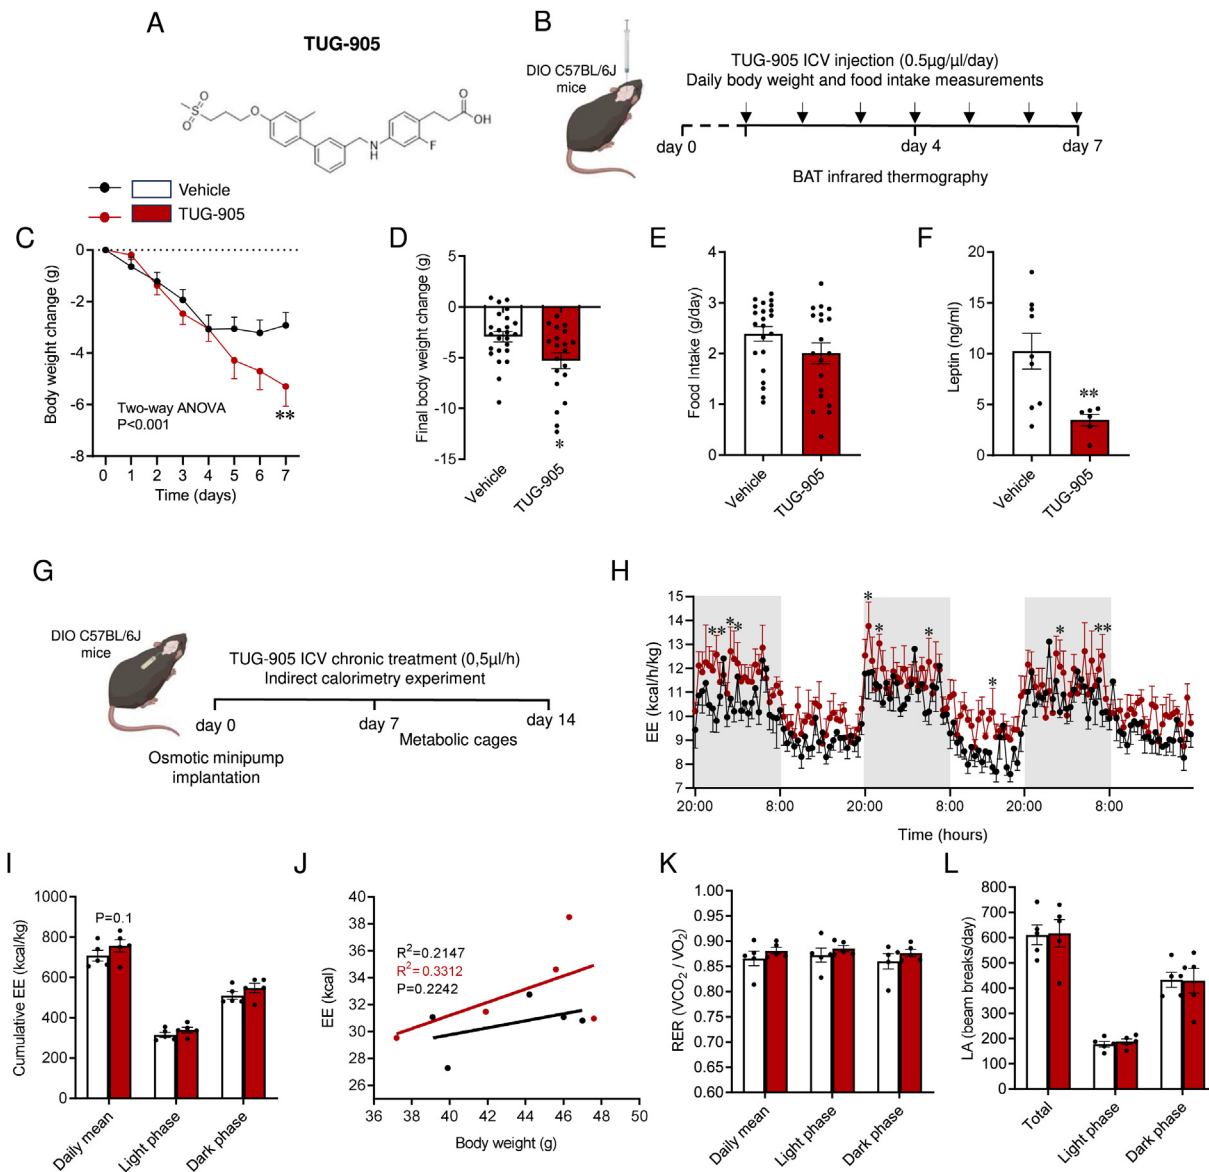 A
TUG-905
O
S
O
O
N
H
F
O
OH
B
DIO C57BL/6J
mice
TUG-905 ICV injection (0.5µg/µl/day)
Daily body weight and food intake measurements
day 0
day 4
day 7
BAT infrared thermography
Vehicle
TUG-905
C
Body weight change (g)
0
-2
-4
-6
-8
Two-way ANOVA
P<0.001
**
0 1 2 3 4 5 6 7
Time (days)
D
Final body weight change (g)
5
0
-5
-10
-15
*
Vehicle
TUG-905
E
Food Intake (g/day)
4
3
2
1
0
Vehicle
TUG-905
F
Leptin (ng/ml)
20
15
10
5
0
**
Vehicle
TUG-905
G
DIO C57BL/6J
mice
TUG-905 ICV chronic treatment (0,5µl/h)
Indirect calorimetry experiment
day 0
day 7
day 14
Metabolic cages
Osmotic minipump
implantation
H
EE (kcal/h/kg)
15
14
13
12
11
10
9
8
7
** ** * * * * * **
20:00 8:00 20:00 8:00 20:00 8:00
Time (hours)
I
Cumulative EE (kcal/kg)
1000
800
600
400
200
0
P=0.1
Daily mean
Light phase
Dark phase
J
EE (kcal)
40
38
36
34
32
30
28
26
R2=0.2147
R2=0.3312
P=0.2242
36 38 40 42 44 46 48 50
Body weight (g)
K
RER (VCO2 / VO2)
1.00
0.95
0.90
0.85
0.80
0.75
0.70
0.65
0.60
Daily mean
Light phase
Dark phase
L
LA (beam breaks/day)
800
700
600
500
400
300
200
100
0
Total
Light phase
Dark phase